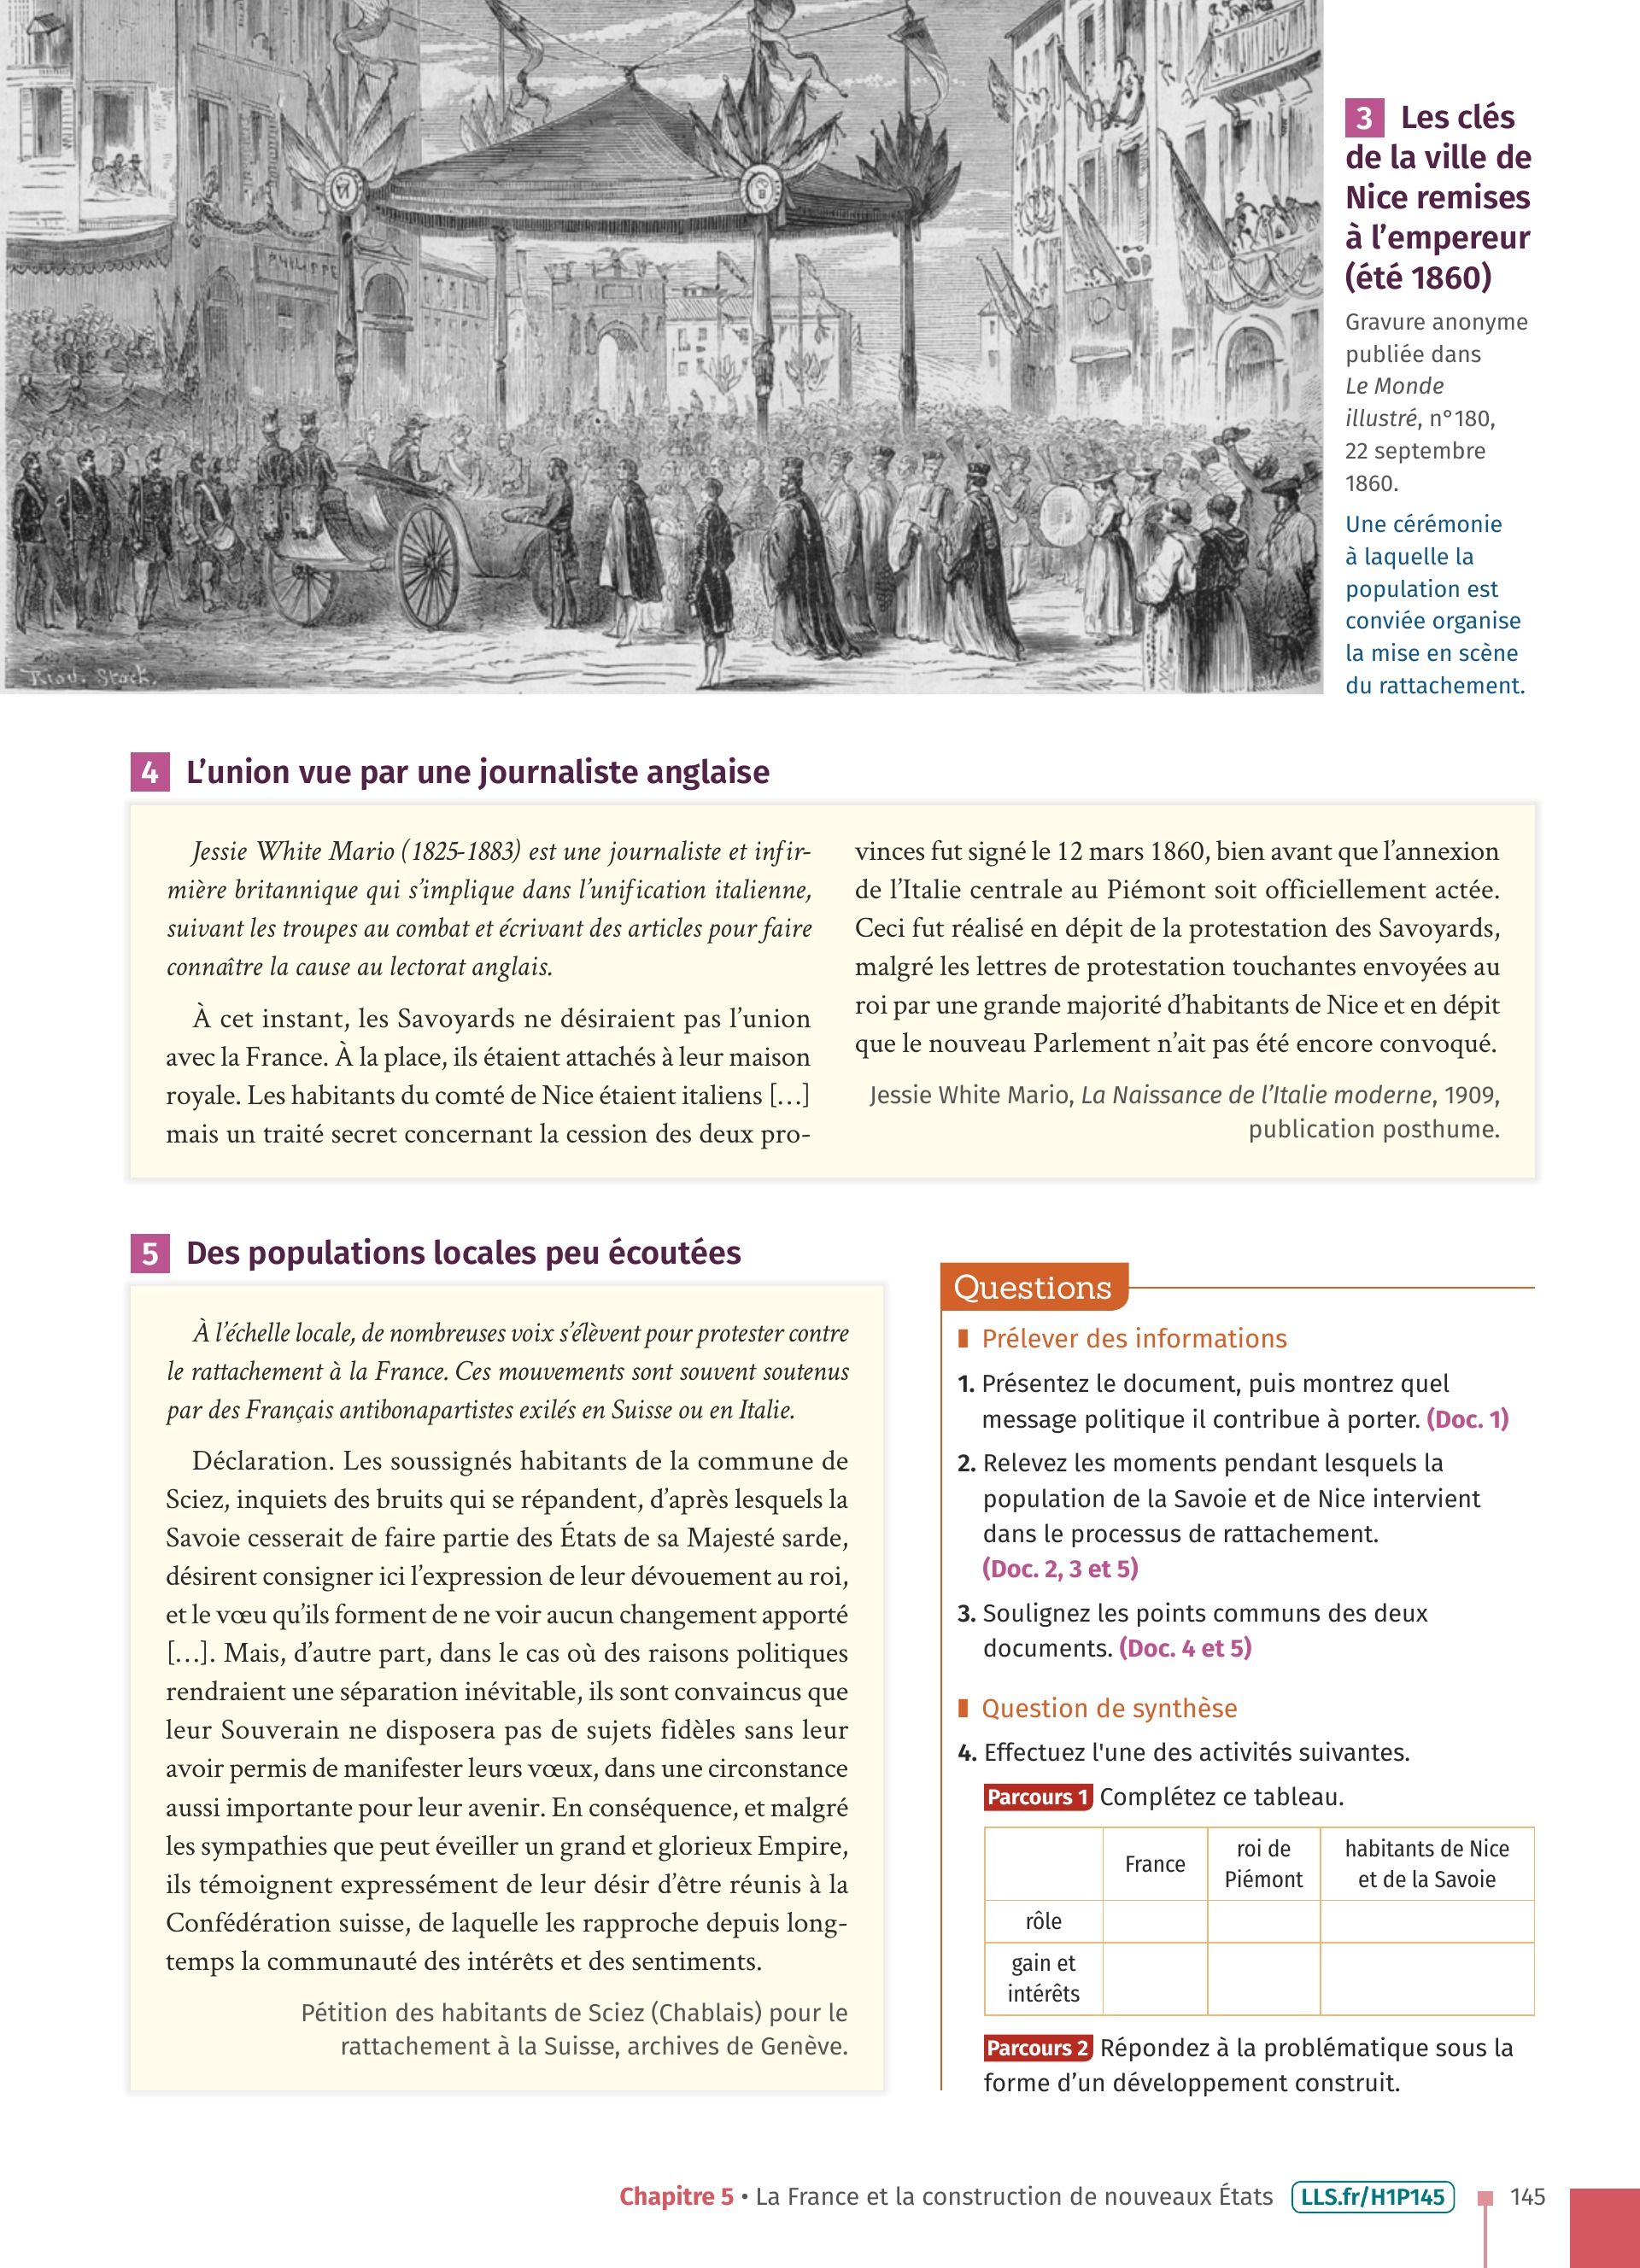 PHILIPPE
3 Les clés
de la ville de
Nice remises
à l’empereur
(été 1860)
Gravure anonyme
publiée dans
Le Monde
illustré, n° 180,
22 septembre
1860.
Une cérémonie
à laquelle la
population est
conviée organise
la mise en scène
du rattachement.
4 L’union vue par une journaliste anglaise
Jessie White Mario (1825-1883) est une journaliste et infir-
mière britannique qui s’implique dans l’unification italienne,
suivant les troupes au combat et écrivant des articles pour faire
connaître la cause au lectorat anglais.
À cet instant, les Savoyards ne désiraient pas l’union
avec la France. À la place, ils étaient attachés à leur maison
royale. Les habitants du comté de Nice étaient italiens […]
mais un traité secret concernant la cession des deux pro-
vinces fut signé le 12 mars 1860, bien avant que l’annexion
de l’Italie centrale au Piémont soit officiellement actée.
Ceci fut réalisé en dépit de la protestation des Savoyards,
malgré les lettres de protestation touchantes envoyées au
roi par une grande majorité d’habitants de Nice et en dépit
que le nouveau Parlement n’ait pas été encore convoqué.
Jessie White Mario, La Naissance de l’Italie moderne, 1909,
publication posthume.
5 Des populations locales peu écoutées
À l’échelle locale, de nombreuses voix s’élèvent pour protester contre
le rattachement à la France. Ces mouvements sont souvent soutenus
par des Français antibonapartistes exilés en Suisse ou en Italie.
Déclaration. Les soussignés habitants de la commune de
Sciez, inquiets des bruits qui se répandent, d’après lesquels la
Savoie cesserait de faire partie des États de sa Majesté sarde,
désirent consigner ici l’expression de leur dévouement au roi,
et le vœu qu’ils forment de ne voir aucun changement apporté
[…]. Mais, d’autre part, dans le cas où des raisons politiques
rendraient une séparation inévitable, ils sont convaincus que
leur Souverain ne disposera pas de sujets fidèles sans leur
avoir permis de manifester leurs vœux, dans une circonstance
aussi importante pour leur avenir. En conséquence, et malgré
les sympathies que peut éveiller un grand et glorieux Empire,
ils témoignent expressément de leur désir d’être réunis à la
Confédération suisse, de laquelle les rapproche depuis long-
temps la communauté des intérêts et des sentiments.
Pétition des habitants de Sciez (Chablais) pour le
rattachement à la Suisse, archives de Genève.
Questions
Prélever des informations
1. Présentez le document, puis montrez quel
message politique il contribue à porter. (Doc. 1)
2. Relevez les moments pendant lesquels la
population de la Savoie et de Nice intervient
dans le processus de rattachement.
(Doc. 2, 3 et 5)
3. Soulignez les points communs des deux
documents. (Doc. 4 et 5)
Question de synthèse
4. Effectuez l'une des activités suivantes.
Parcours 1 Complétez ce tableau.
France
roi de
Piémont
habitants de Nice
et de la Savoie
rôle
gain et
intérêts
Parcours 2 Répondez à la problématique sous la
forme d’un développement construit.
Chapitre 5 • La France et la construction de nouveaux États LLS.fr/H1P145 145